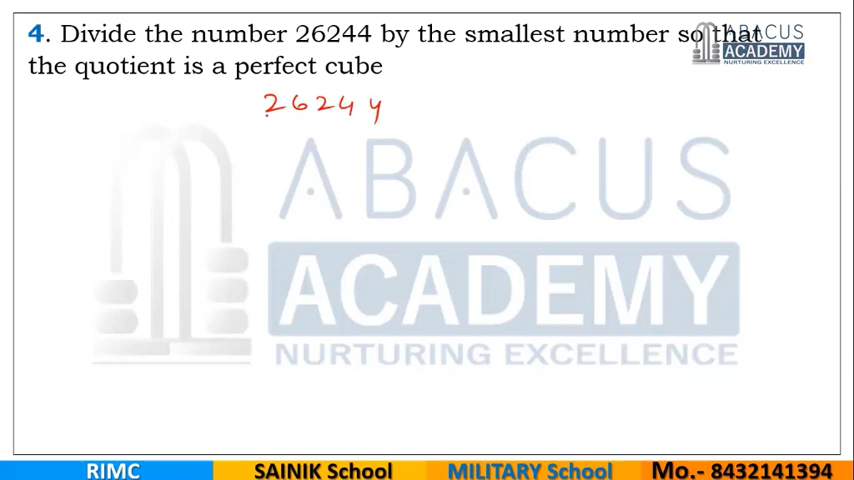 4. Divide the number 26244 by the smallest number so that
the quotient is a perfect cube
ABACUS
ACADEMY
NURTURING EXCELLENCE
26244
ABACUS
ACADEMY
NURTURING EXCELLENCE
RIMC SAINIK School MILITARY School Mo.- 8432141394